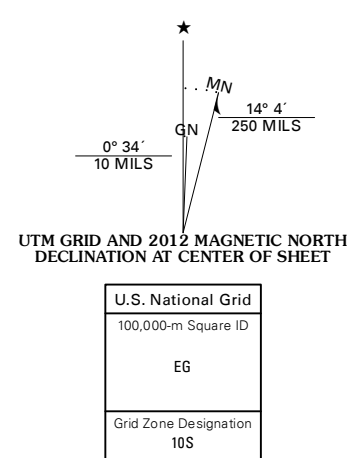 ★
MN
14° 4´
250 MILS
GN
0° 34´
10 MILS
UTM GRID AND 2012 MAGNETIC NORTH
DECLINATION AT CENTER OF SHEET
U.S. National Grid
100,000-m Square ID
EG
Grid Zone Designation
10S